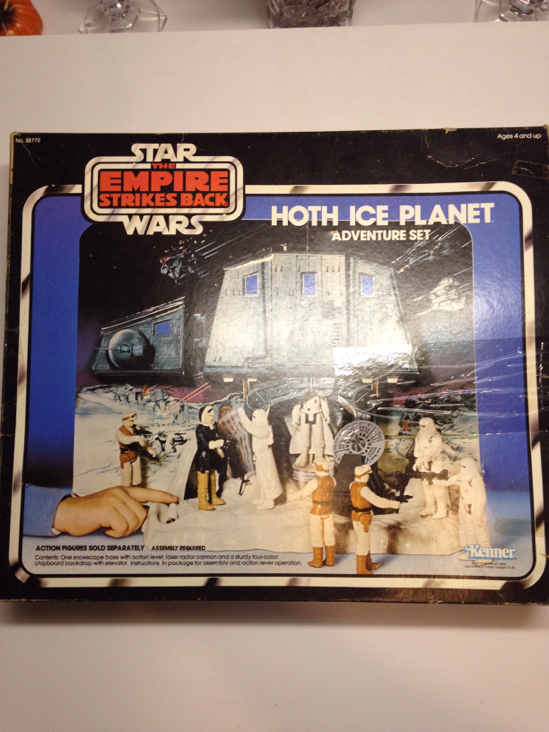 No. 38770
Ages 4 and up
STAR
THE
EMPIRE
STRIKES BACK
WARS
HOTH ICE PLANET
ADVENTURE SET
ACTION FIGURES SOLD SEPARATELY ASSEMBLY REQUIRED
Contents: One snowscape base with action lever, laser radar cannon and a sturdy four-color
chipboard backdrop with elevator. Instructions in package for assembly and action lever operation.
Kenner